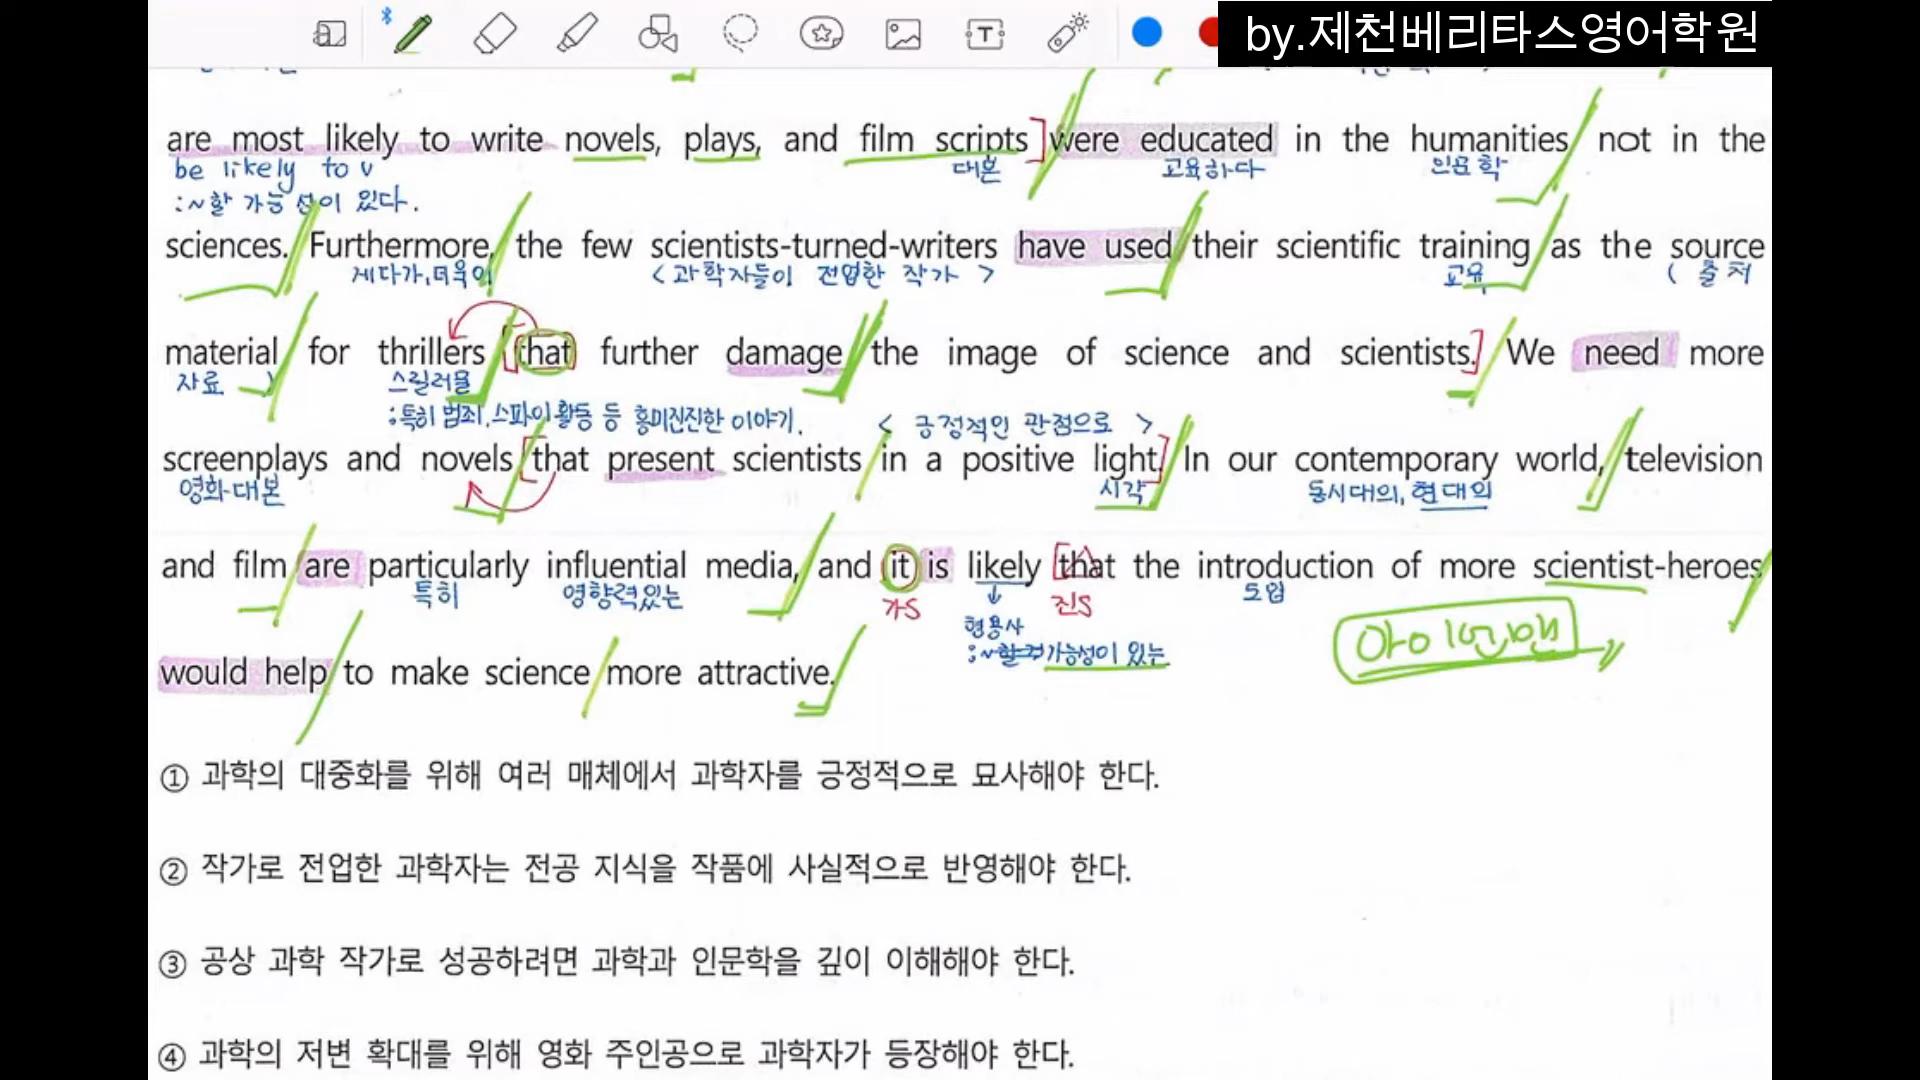 by.제천베리타스영어학원
are most likely to write novels, plays, and film scripts] were educated in the humanities not in the
be likely to v 대본 교육하다 인문학
:~할 가능성이 있다.
sciences. Furthermore, the few scientists-turned-writers have used their scientific training as the source
게다가, 더욱이 <과학자들이 전업한 작가> 교육 (출처
material for thrillers [that further damage the image of science and scientists.] We need more
자료) 스릴러물
;특히 범죄, 스파이 활동 등 흥미진진한 이야기. <긍정적인 관점으로>
screenplays and novels [that present scientists in a positive light.] In our contemporary world, television
영화대본 시각 동시대의, 현대의
and film are particularly influential media, and it is likely [that the introduction of more scientist-heroes
특히 영향력있는 가S ↓ 진S 도입
형용사 아이언맨
:~할 것 가능성이 있는
would help to make science more attractive.
① 과학의 대중화를 위해 여러 매체에서 과학자를 긍정적으로 묘사해야 한다.
② 작가로 전업한 과학자는 전공 지식을 작품에 사실적으로 반영해야 한다.
③ 공상 과학 작가로 성공하려면 과학과 인문학을 깊이 이해해야 한다.
④ 과학의 저변 확대를 위해 영화 주인공으로 과학자가 등장해야 한다.